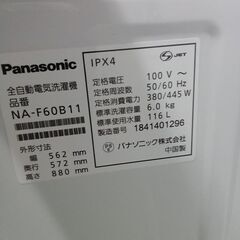 Panasonic
全自動電気洗濯機
品番
NA-F60B11
外形寸法
幅 562 mm
奥行 572 mm
高さ 880 mm
IPX4
JET
定格電圧 100 V～
定格周波数 50/60 Hz
定格消費電力 380/445 W
標準洗濯容量 6.0 kg
標準使用水量 116 L
製造番号 1841401296
パナソニック株式会社
中国製